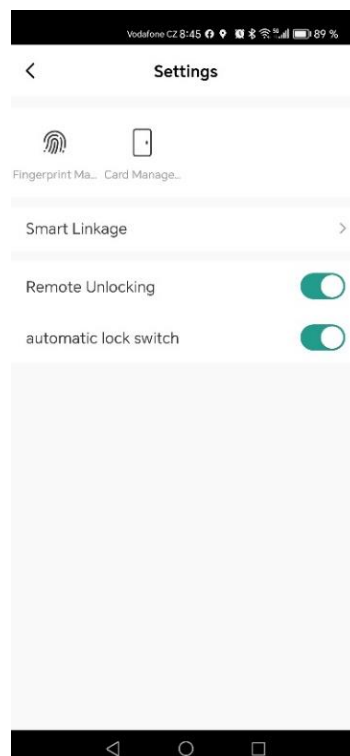 Vodafone CZ 8:45 89 %
Settings
Fingerprint Ma... Card Manage...
Smart Linkage
Remote Unlocking
automatic lock switch